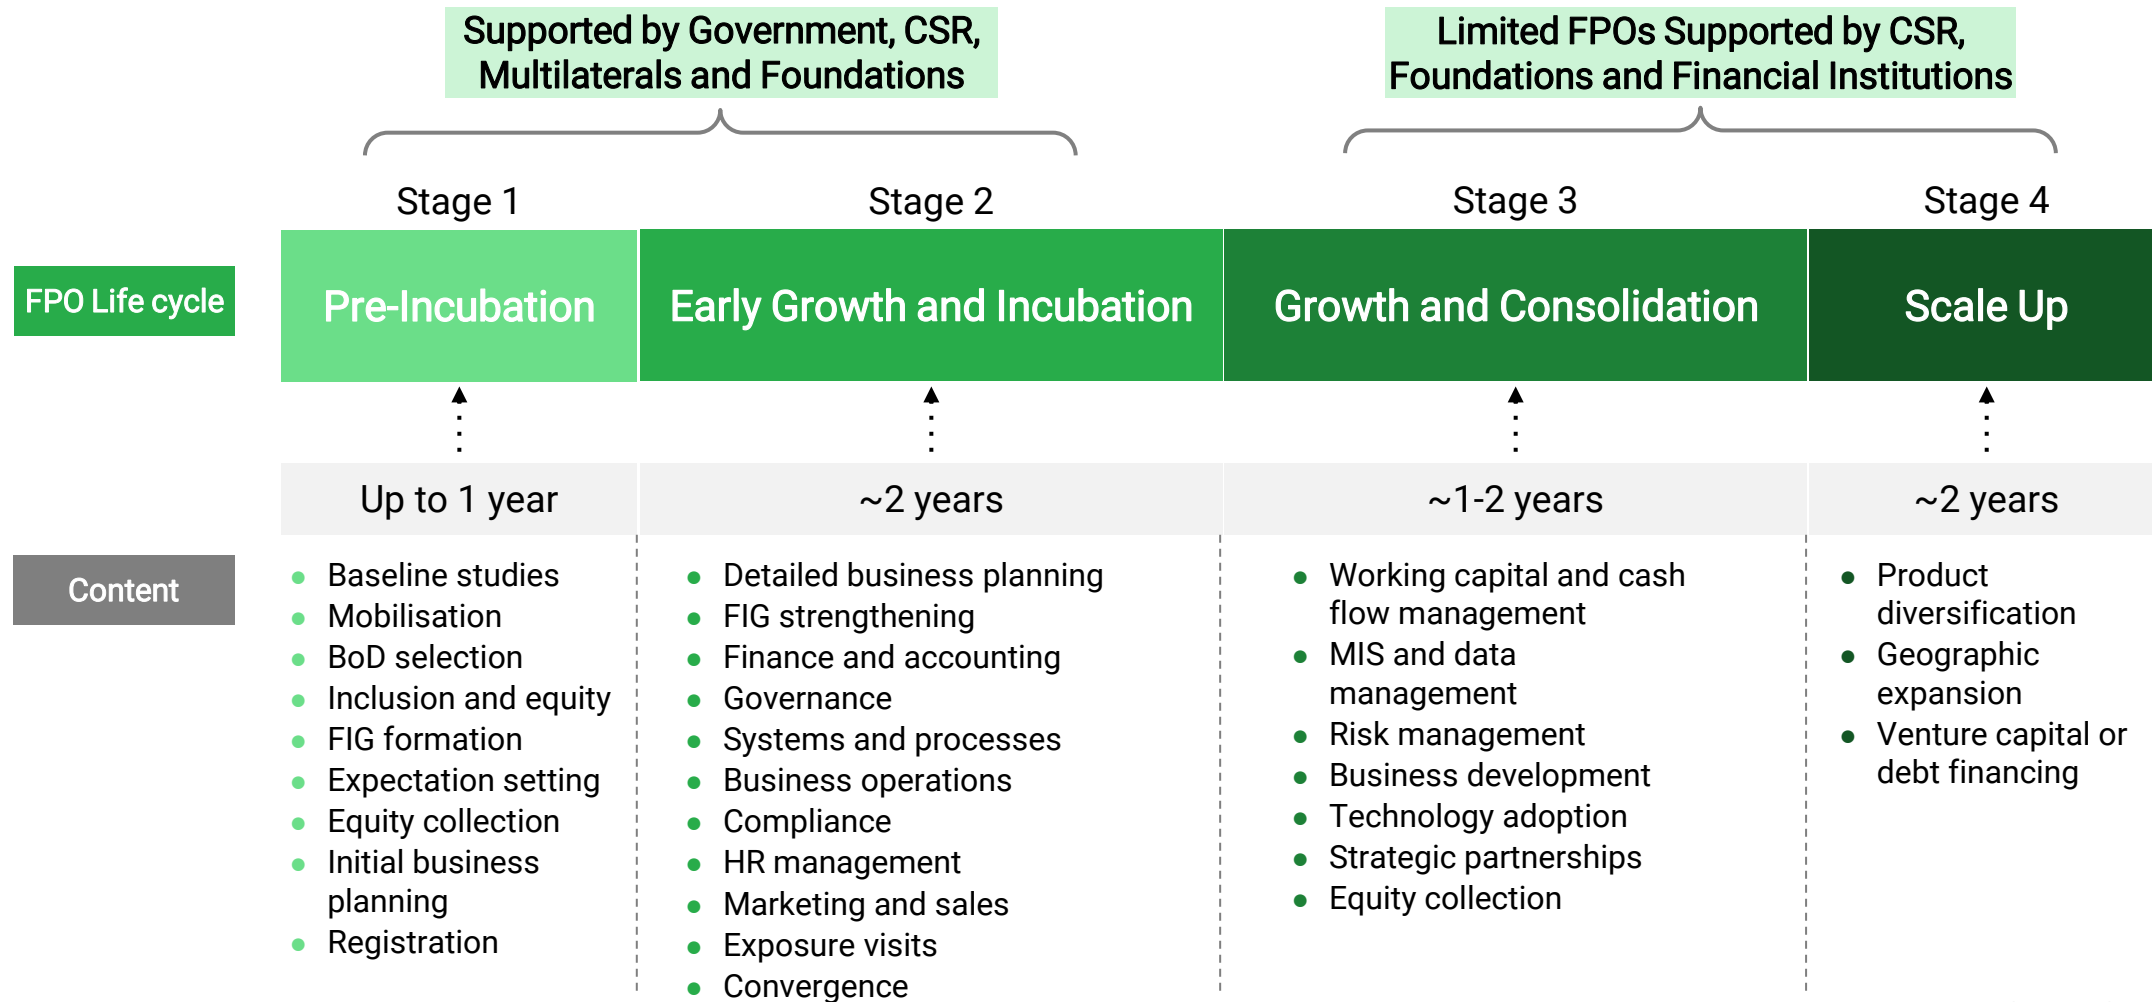 Supported by Government, CSR,
Multilaterals and Foundations
Limited FPOs Supported by CSR,
Foundations and Financial Institutions
Stage 1
Stage 2
Stage 3
Stage 4
FPO Life cycle
Pre-Incubation
Early Growth and Incubation
Growth and Consolidation
Scale Up
Up to 1 year
~2 years
~1-2 years
~2 years
Content
Baseline studies
Mobilisation
BoD selection
Inclusion and equity
FIG formation
Expectation setting
Equity collection
Initial business
planning
Registration
Detailed business planning
FIG strengthening
Finance and accounting
Governance
Systems and processes
Business operations
Compliance
HR management
Marketing and sales
Exposure visits
Convergence
Working capital and cash
flow management
MIS and data
management
Risk management
Business development
Technology adoption
Strategic partnerships
Equity collection
Product
diversification
Geographic
expansion
Venture capital or
debt financing